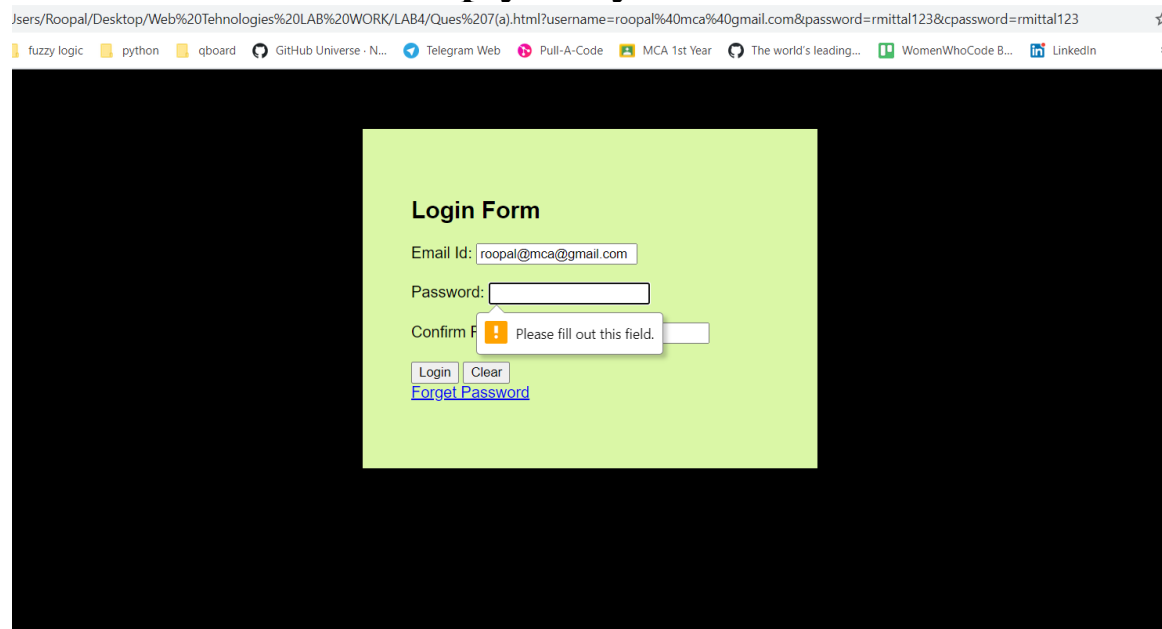 Jsers/Roopal/Desktop/Web%20Tehnologies%20LAB%20WORK/LAB4/Ques%207(a).html?username=roopal%40mca%40gmail.com&password=rmittal123&cpassword=rmittal123
fuzzy logic python qboard GitHub Universe · N... Telegram Web Pull-A-Code MCA 1st Year The world's leading... WomenWhoCode B... LinkedIn
Login Form
Email Id: roopal@mca@gmail.com
Password:
Confirm
Please fill out this field.
Login Clear
Forget Password